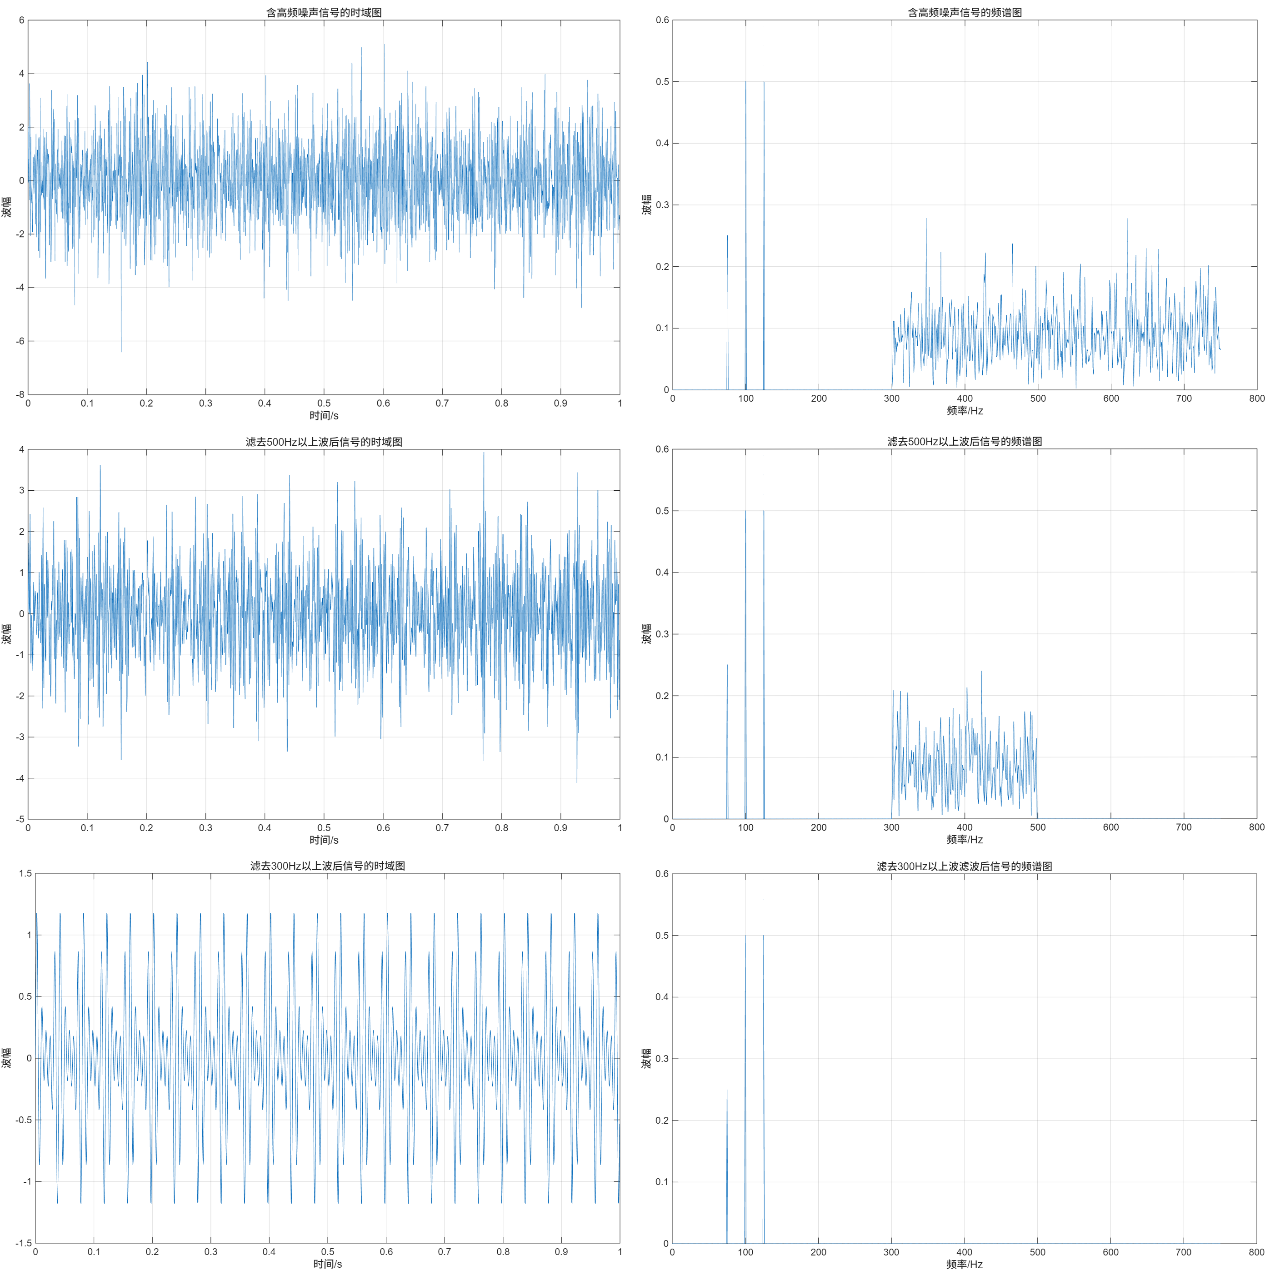 含高频噪声信号的时域图
6
4
2
0
-2
-4
-6
-8
波幅
0 0.1 0.2 0.3 0.4 0.5 0.6 0.7 0.8 0.9 1
时间/s
含高频噪声信号的频谱图
0.6
0.5
0.4
0.3
0.2
0.1
0
波幅
0 100 200 300 400 500 600 700 800
频率/Hz
滤去500Hz以上波后信号的时域图
4
3
2
1
0
-1
-2
-3
-4
-5
波幅
0 0.1 0.2 0.3 0.4 0.5 0.6 0.7 0.8 0.9 1
时间/s
滤去500Hz以上波后信号的频谱图
0.6
0.5
0.4
0.3
0.2
0.1
0
波幅
0 100 200 300 400 500 600 700 800
频率/Hz
滤去300Hz以上波后信号的时域图
1.5
1
0.5
0
-0.5
-1
-1.5
波幅
0 0.1 0.2 0.3 0.4 0.5 0.6 0.7 0.8 0.9 1
时间/s
滤去300Hz以上波滤波后信号的频谱图
0.6
0.5
0.4
0.3
0.2
0.1
0
波幅
0 100 200 300 400 500 600 700 800
频率/Hz